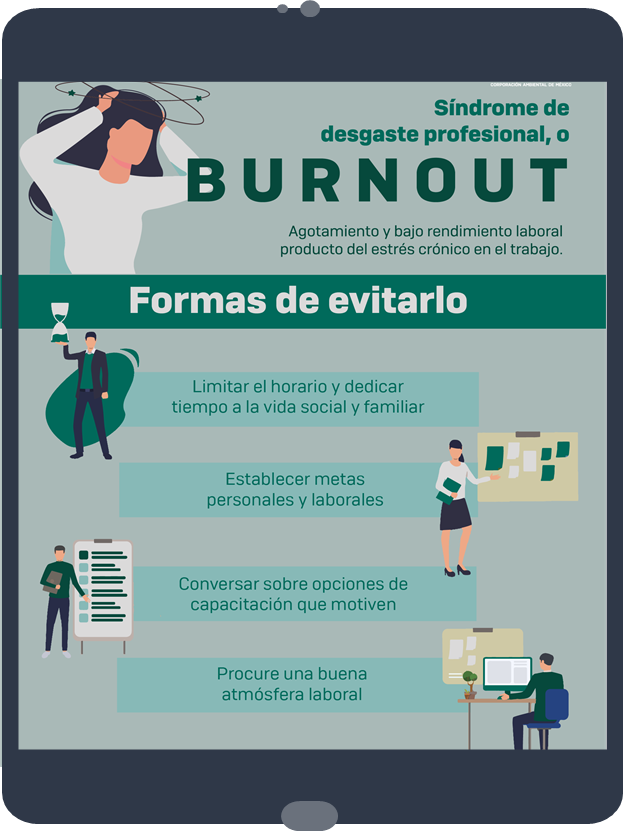 CORPORACIÓN AMBIENTAL DE MÉXICO
Síndrome de
desgaste profesional, o
BURNOUT
Agotamiento y bajo rendimiento laboral
producto del estrés crónico en el trabajo.
Formas de evitarlo
Limitar el horario y dedicar
tiempo a la vida social y familiar
Establecer metas
personales y laborales
Conversar sobre opciones de
capacitación que motiven
Procure una buena
atmósfera laboral